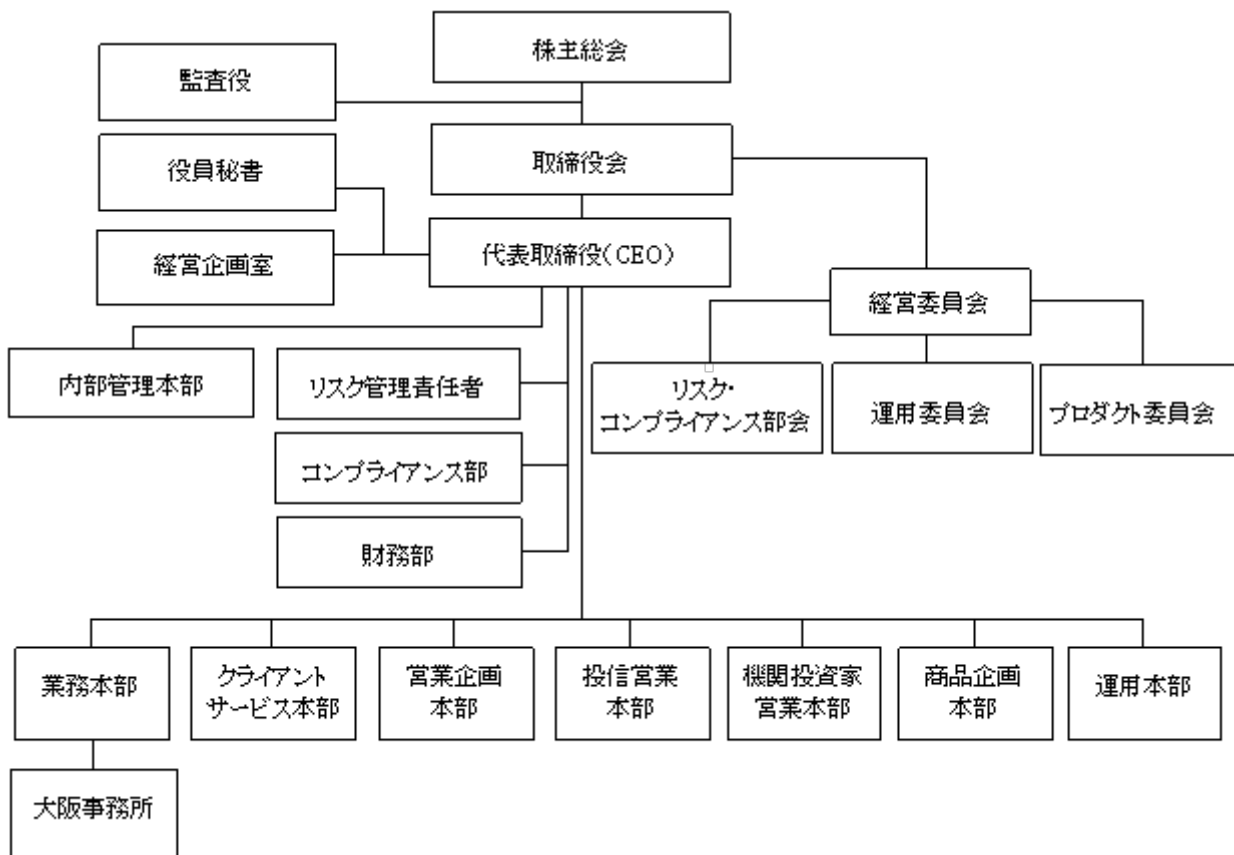 株主総会
監査役
取締役会
役員秘書
代表取締役(CEO)
経営企画室
経営委員会
内部管理本部
リスク管理責任者
リスク・
コンプライアンス部会
運用委員会
プロダクト委員会
コンプライアンス部
財務部
業務本部
クライアント
サービス本部
営業企画
本部
投信営業
本部
機関投資家
営業本部
商品企画
本部
運用本部
大阪事務所